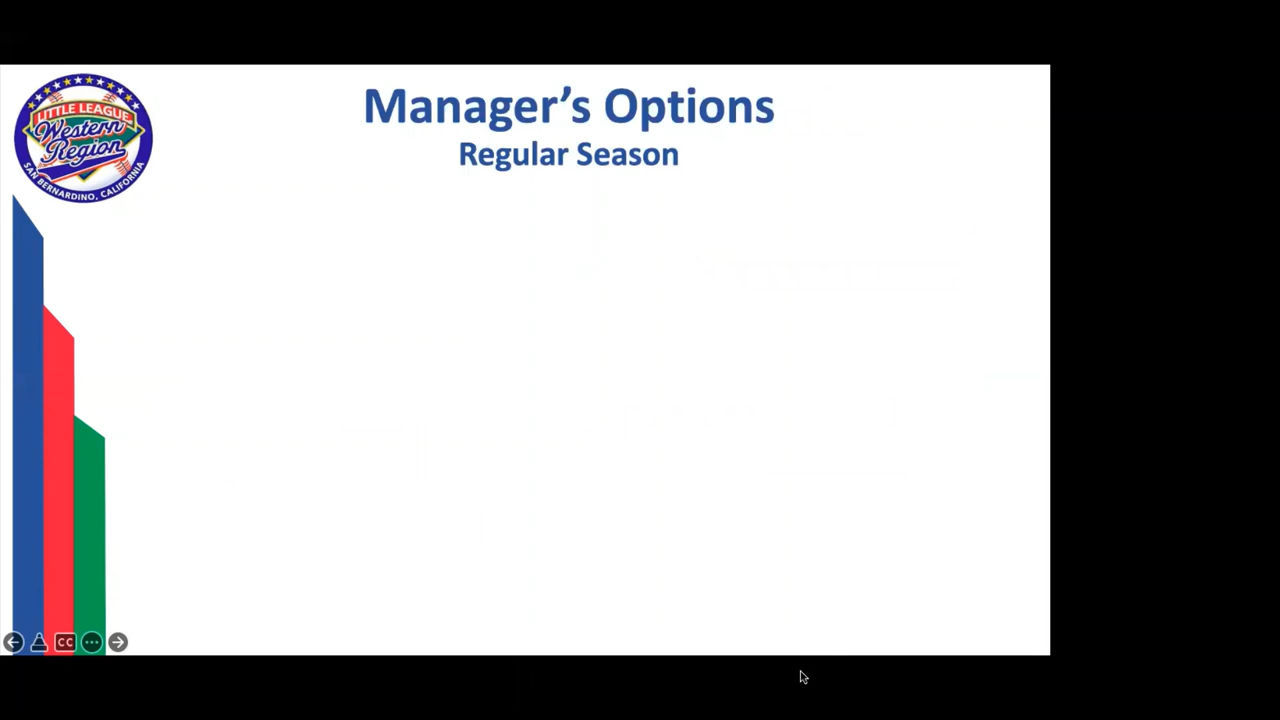 Manager's Options
Regular Season
LITTLE LEAGUE
Western
Region
SAN BERNARDINO, CALIFORNIA
CC